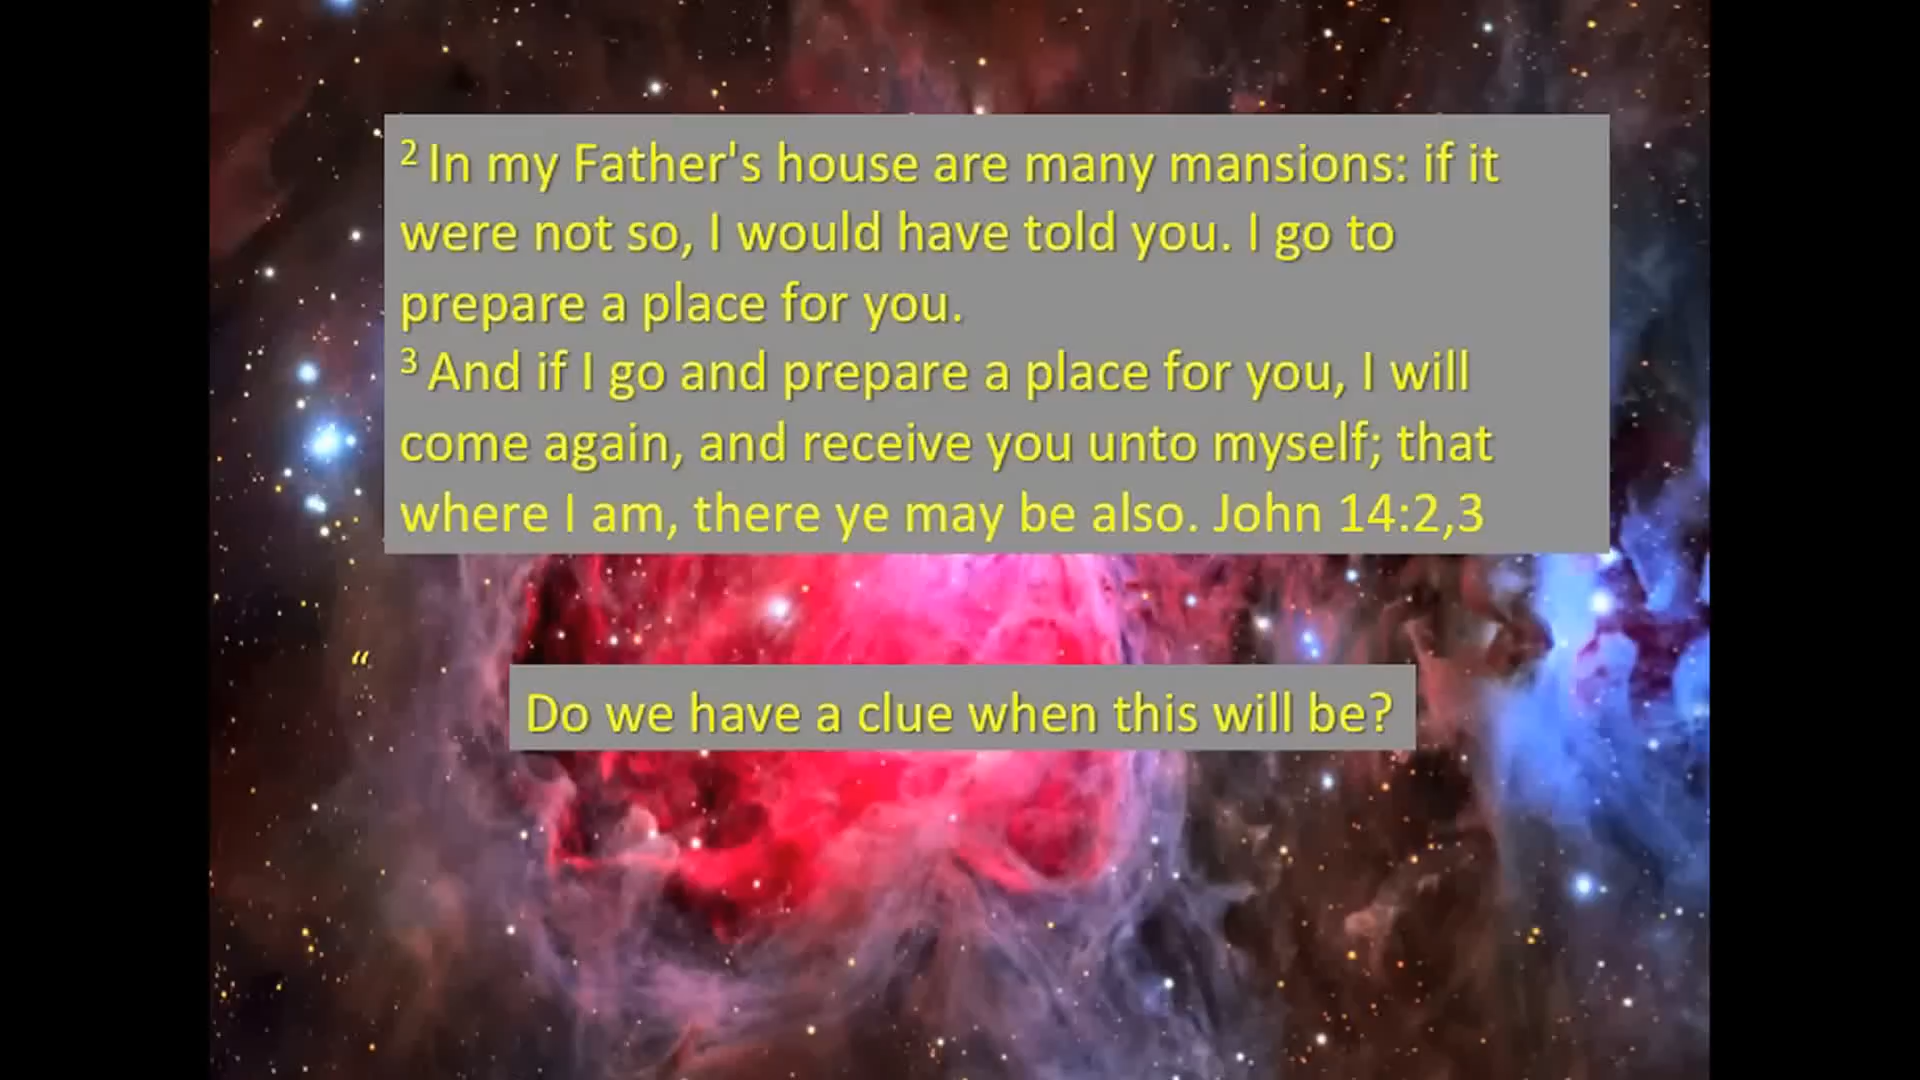 ² In my Father's house are many mansions: if it
were not so, I would have told you. I go to
prepare a place for you.
³ And if I go and prepare a place for you, I will
come again, and receive you unto myself; that
where I am, there ye may be also. John 14:2,3
“
Do we have a clue when this will be?